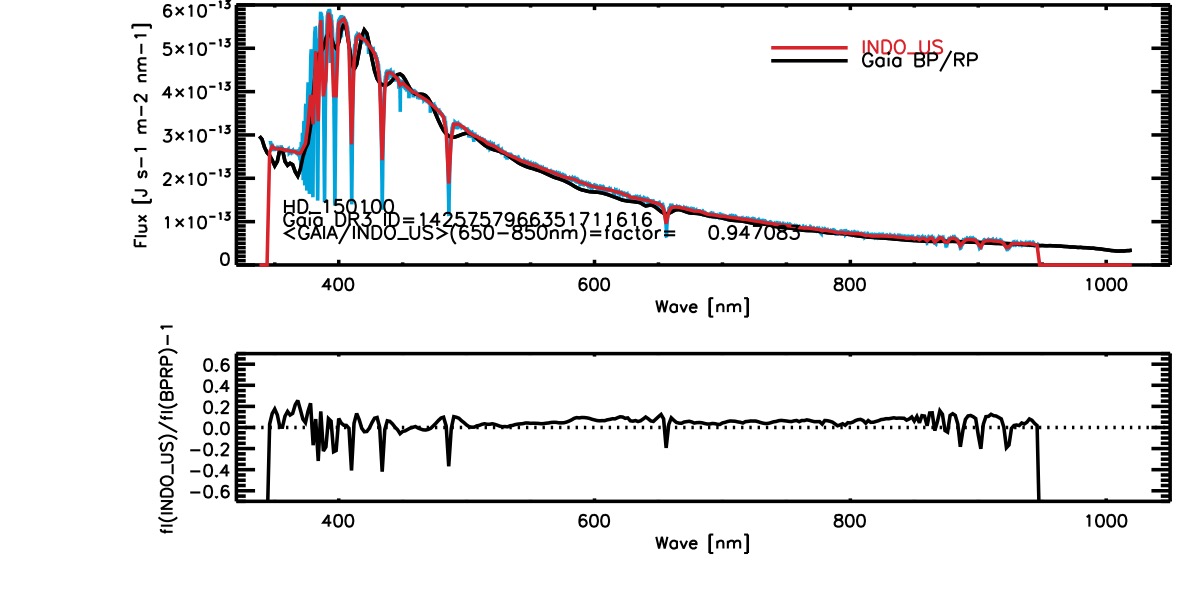 6×10⁻¹³
5×10⁻¹³
4×10⁻¹³
3×10⁻¹³
2×10⁻¹³
1×10⁻¹³
0
Flux [J s−1 m−2 nm−1]
INDO_US
Gaia BP/RP
HD_150100
Gaia DR3 ID=1425757966351711616
<GAIA/INDO_US>(650−850nm)=factor= 0.947083
400 600 800 1000
Wave [nm]
0.6
0.4
0.2
0.0
−0.2
−0.4
−0.6
fl(INDO_US)/fl(BPRP)−1
400 600 800 1000
Wave [nm]